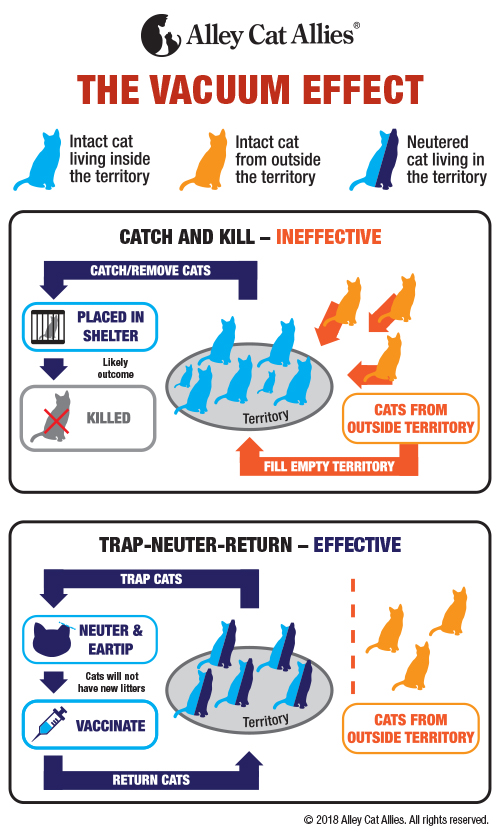 Alley Cat Allies®
THE VACUUM EFFECT
Intact cat
living inside
the territory
Intact cat
from outside
the territory
Neutered
cat living in
the territory
CATCH AND KILL – INEFFECTIVE
CATCH/REMOVE CATS
PLACED IN
SHELTER
Likely
outcome
KILLED
Territory
CATS FROM
OUTSIDE TERRITORY
FILL EMPTY TERRITORY
TRAP-NEUTER-RETURN – EFFECTIVE
TRAP CATS
NEUTER &
EARTIP
Cats will not
have new litters
VACCINATE
RETURN CATS
Territory
CATS FROM
OUTSIDE TERRITORY
© 2018 Alley Cat Allies. All rights reserved.